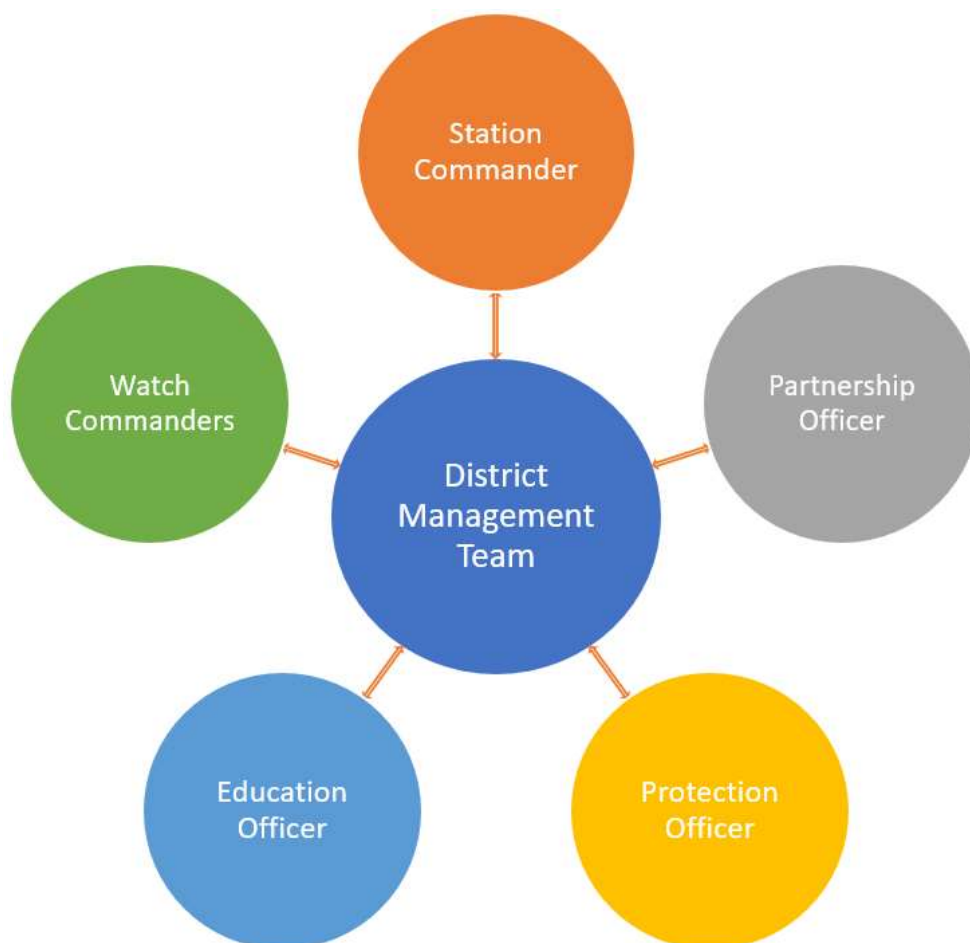 Station
Commander
Watch
Commanders
Partnership
Officer
District
Management
Team
Education
Officer
Protection
Officer